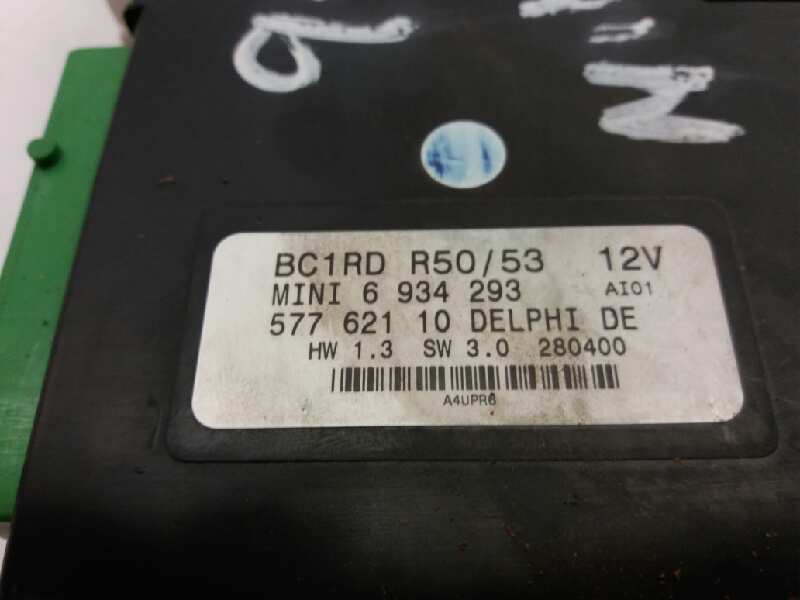 BC1RD R50/53 12V
MINI 6 934 293 AI01
577 621 10 DELPHI DE
HW 1.3 SW 3.0 280400
A4UPR6